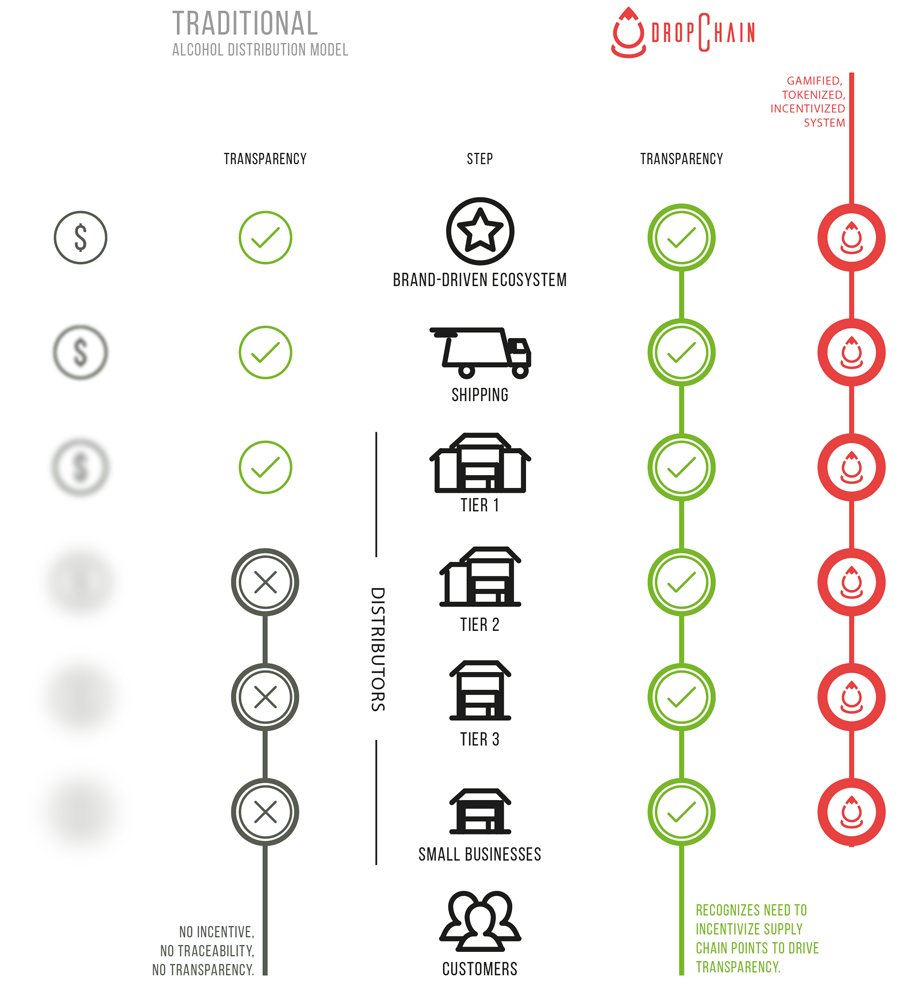 TRADITIONAL
ALCOHOL DISTRIBUTION MODEL
DROPCHAIN
GAMIFIED,
TOKENIZED,
INCENTIVIZED
SYSTEM
TRANSPARENCY
STEP
TRANSPARENCY
$
BRAND-DRIVEN ECOSYSTEM
$
SHIPPING
$
TIER 1
TIER 2
DISTRIBUTORS
TIER 3
SMALL BUSINESSES
NO INCENTIVE,
NO TRACEABILITY,
NO TRANSPARENCY.
CUSTOMERS
RECOGNIZES NEED TO
INCENTIVIZE SUPPLY
CHAIN POINTS TO DRIVE
TRANSPARENCY.